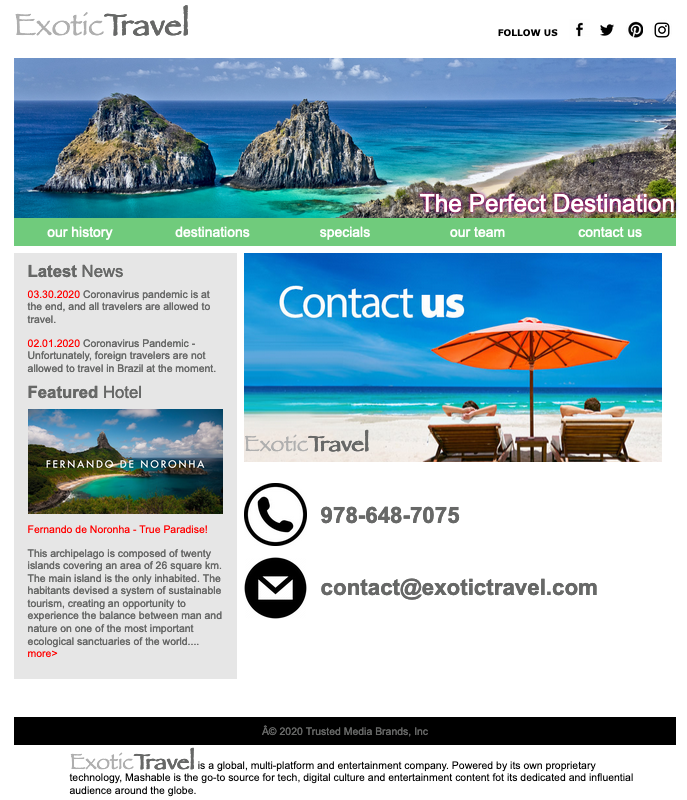 ExoticTravel
FOLLOW US
The Perfect Destination
our history destinations specials our team contact us
Latest News
03.30.2020 Coronavirus pandemic is at
the end, and all travelers are allowed to
travel.
02.01.2020 Coronavirus Pandemic -
Unfortunately, foreign travelers are not
allowed to travel in Brazil at the moment.
Featured Hotel
FERNANDO DE NORONHA
Fernando de Noronha - True Paradise!
This archipelago is composed of twenty
islands covering an area of 26 square km.
The main island is the only inhabited. The
habitants devised a system of sustainable
tourism, creating an opportunity to
experience the balance between man and
nature on one of the most important
ecological sanctuaries of the world....
more>
Contact us
ExoticTravel
978-648-7075
contact@exotictravel.com
Â© 2020 Trusted Media Brands, Inc
ExoticTravel is a global, multi-platform and entertainment company. Powered by its own proprietary
technology, Mashable is the go-to source for tech, digital culture and entertainment content fot its dedicated and influential
audience around the globe.